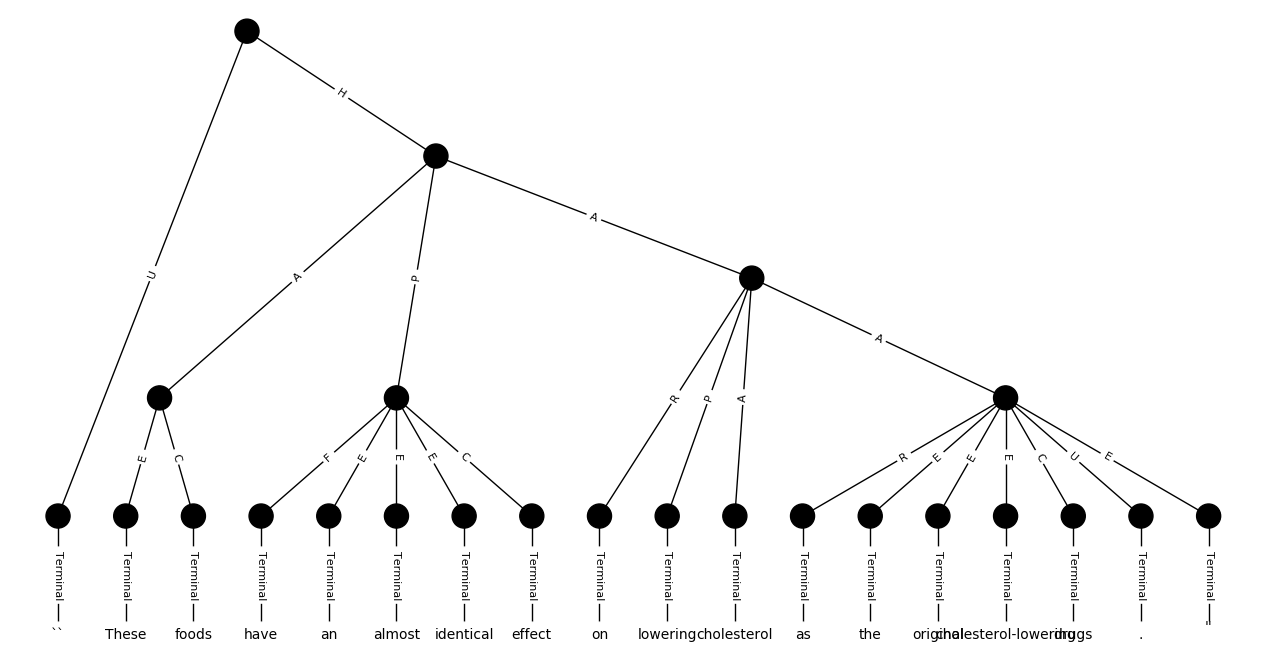 H
U
A
A
P
A
R
P
A
E
C
F
E
E
E
C
R
E
E
E
C
U
E
Terminal Terminal Terminal Terminal Terminal Terminal Terminal Terminal Terminal Terminal Terminal Terminal Terminal Terminal Terminal Terminal Terminal Terminal
`` These foods have an almost identical effect on lowering cholesterol as the original cholesterol-lowering drugs . "